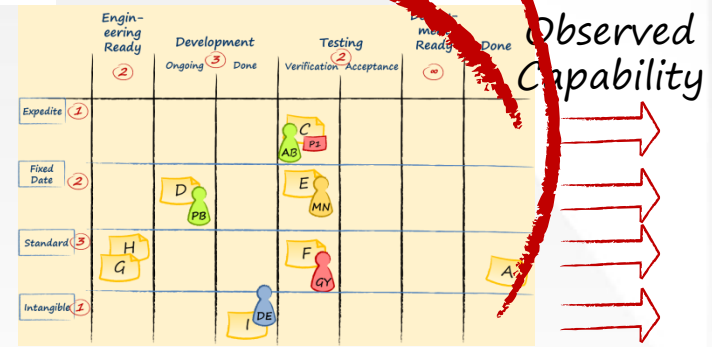 Engin-
eering
Ready
2
Development
3
Ongoing
Done
Testing
2
Verification
Acceptance
Ready
∞
Done
Observed
Capability
Expedite 1
C
P1
AB
Fixed
Date
2
D
PB
E
MN
Standard 3
H
G
F
GY
A
Intangible 1
I
DE